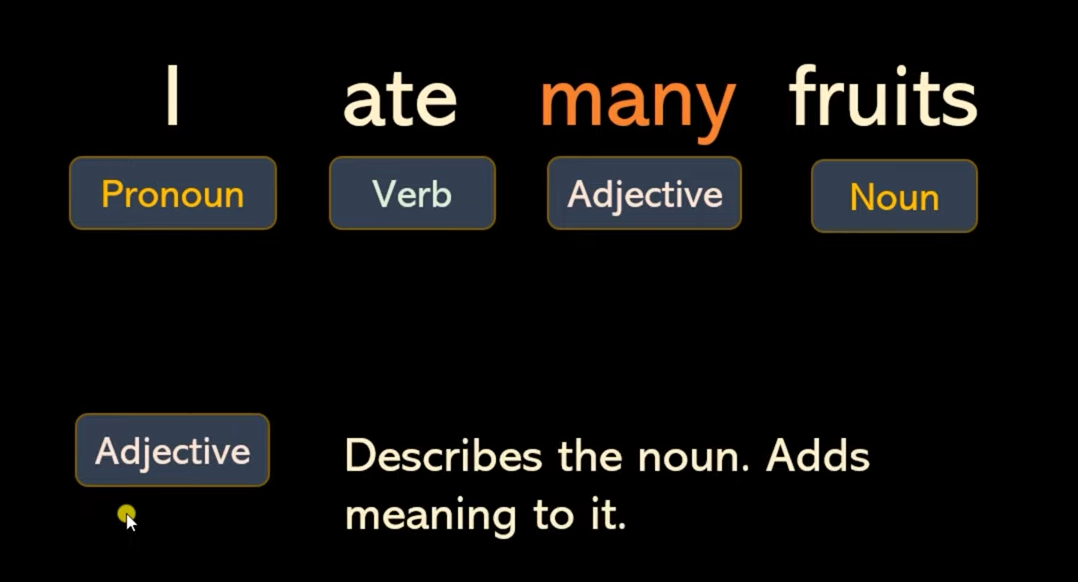 I ate many fruits
Pronoun Verb Adjective Noun
Adjective
Describes the noun. Adds
meaning to it.